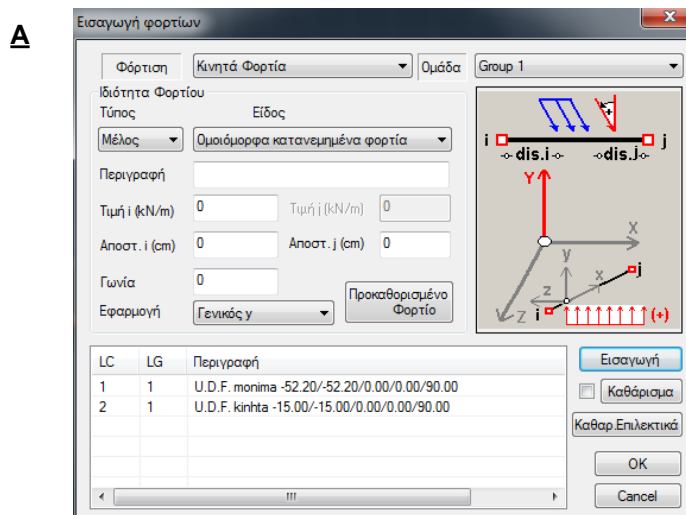 A
Εισαγωγή φορτίων
Φόρτιση Κινητά Φορτία Ομάδα Group 1
Ιδιότητα Φορτίου
Τύπος Είδος
Μέλος Ομοιόμορφα κατανεμημένα φορτία
Περιγραφή
Τιμή i (kN/m) 0 Τιμή j (kN/m) 0
Αποστ. i (cm) 0 Αποστ. j (cm) 0
Γωνία 0
Προκαθορισμένο
Φορτίο
Εφαρμογή Γενικός y
+
i j
dis.i dis.j
Y
X
y
x j
z
Z i (+)
LC LG Περιγραφή
1 1 U.D.F. monima -52.20/-52.20/0.00/0.00/90.00
2 1 U.D.F. kinhta -15.00/-15.00/0.00/0.00/90.00
Εισαγωγή
Καθάρισμα
Καθαρ.Επιλεκτικά
OK
Cancel